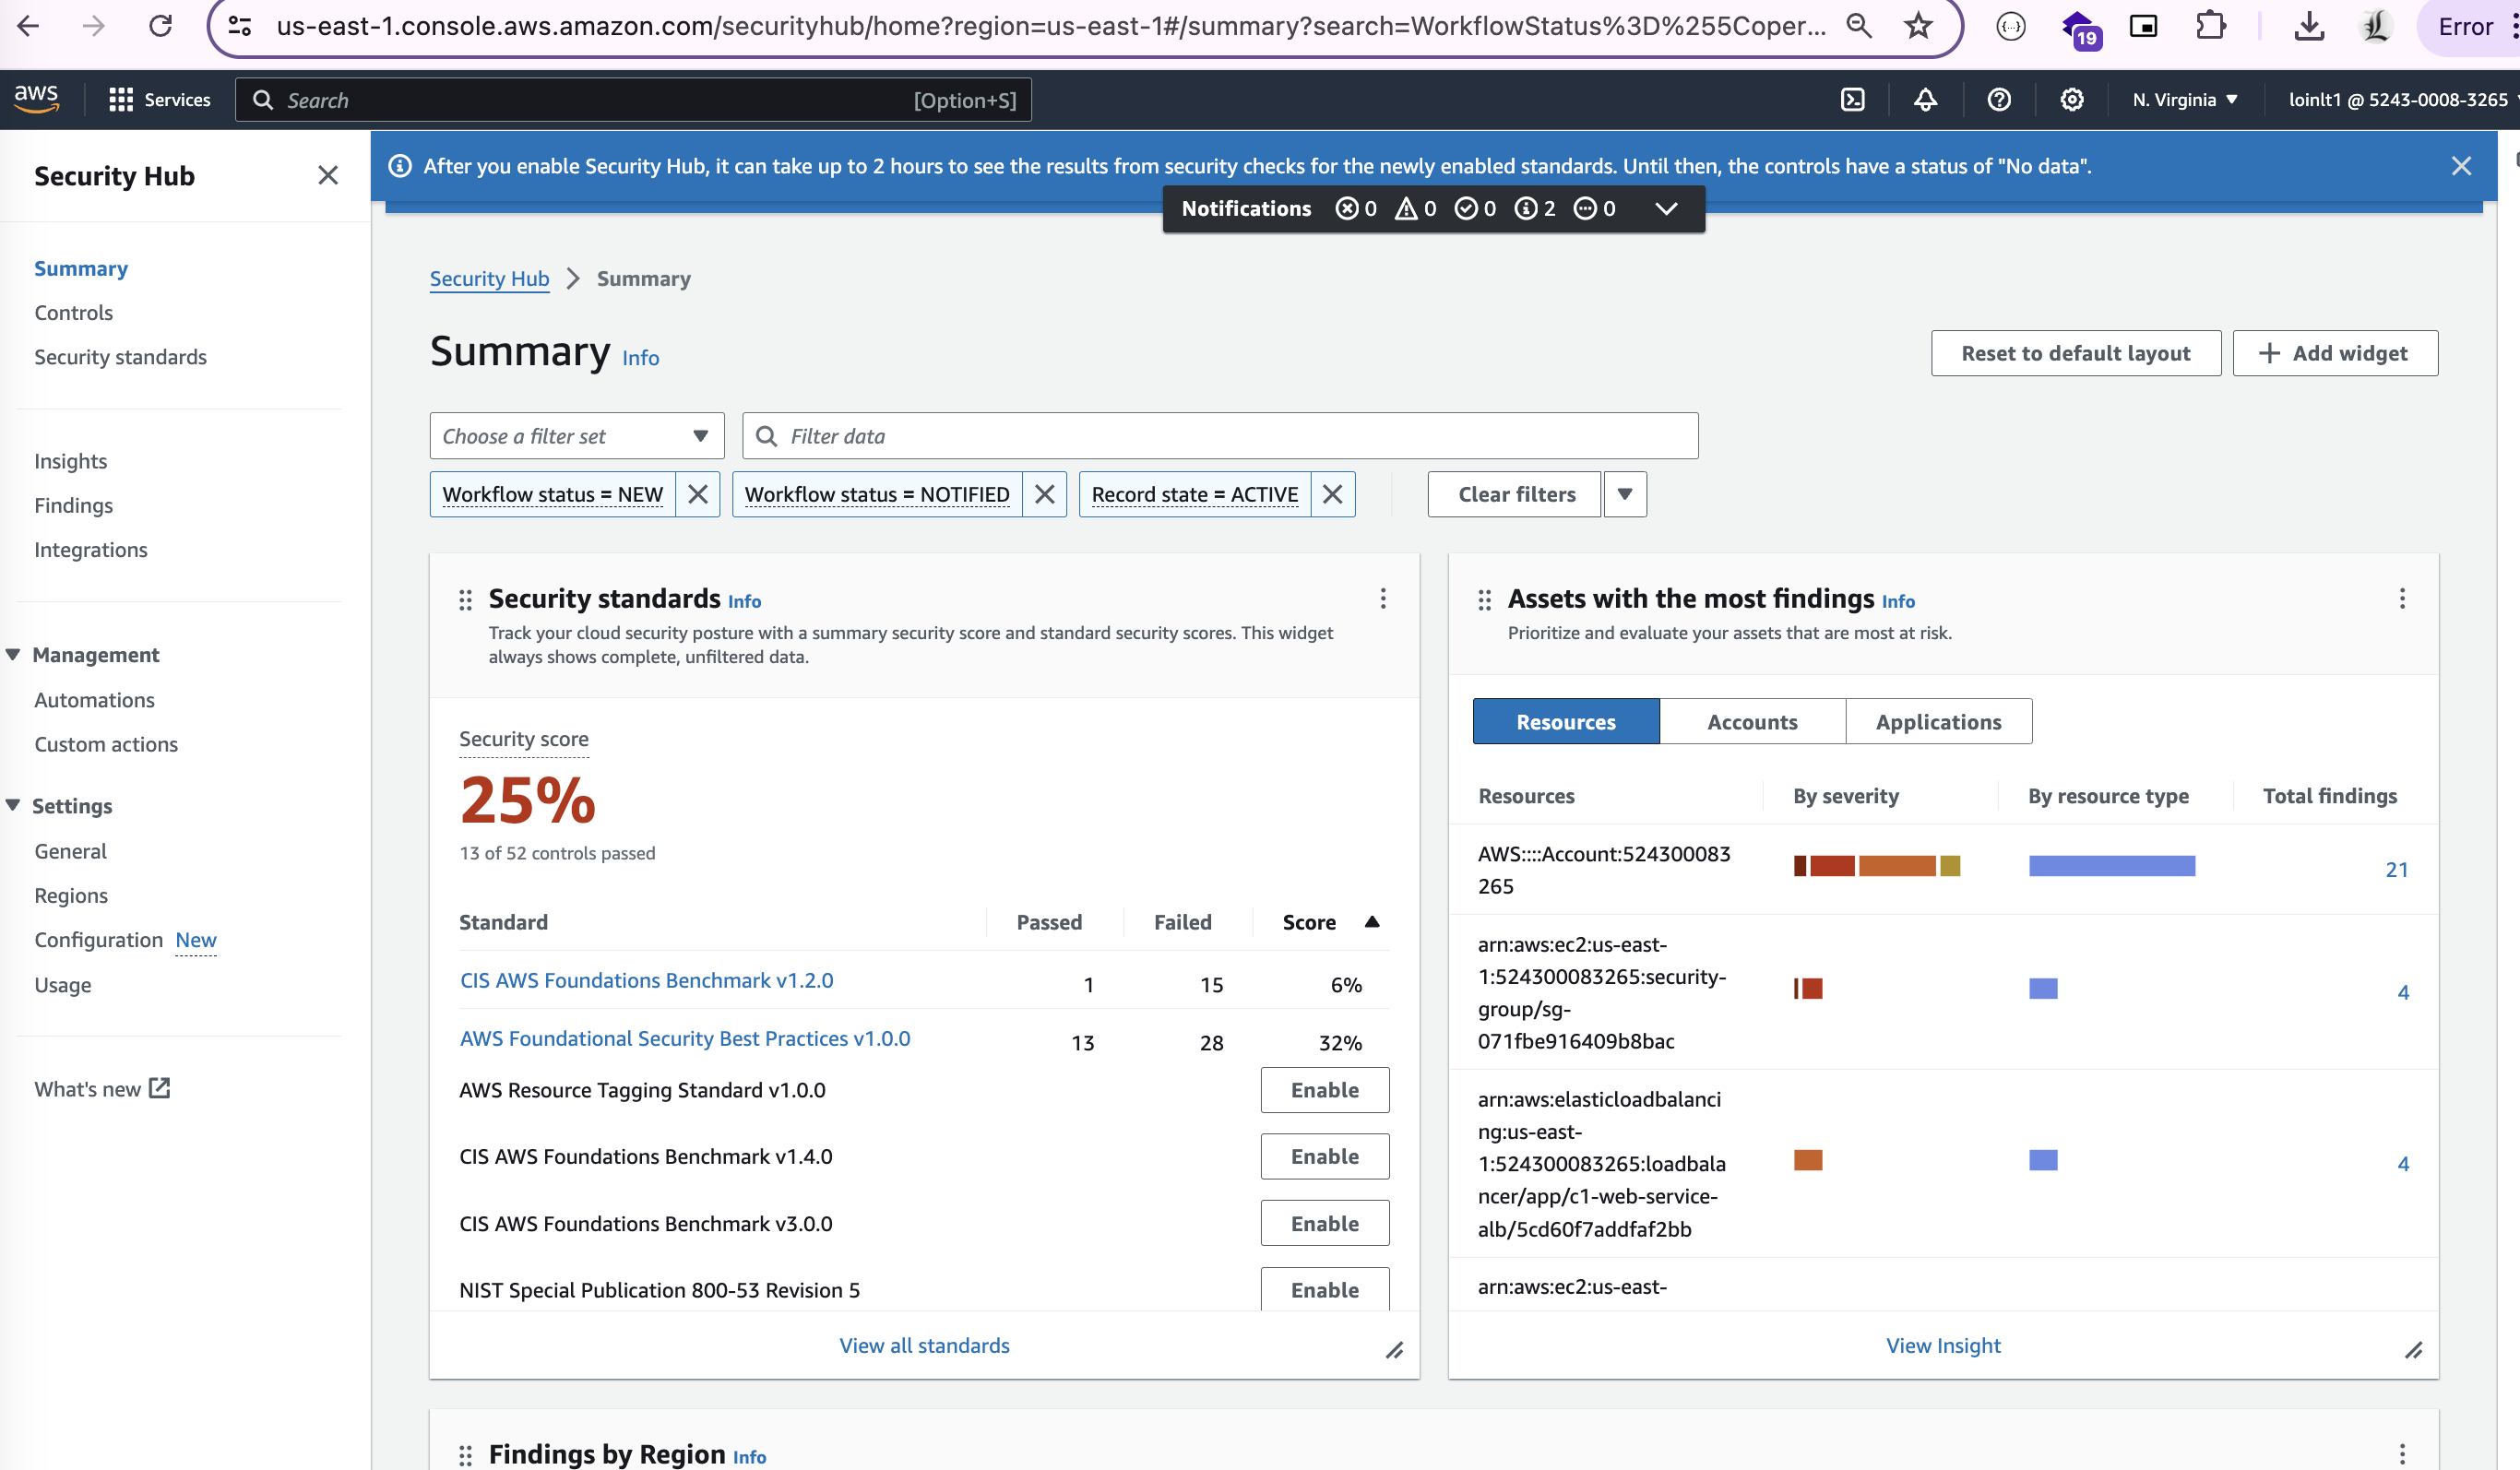 us-east-1.console.aws.amazon.com/securityhub/home?region=us-east-1#/summary?search=WorkflowStatus%3D%255Coper...
19
Error
aws
Services
Search
[Option+S]
N. Virginia
loinlt1 @ 5243-0008-3265
Security Hub
After you enable Security Hub, it can take up to 2 hours to see the results from security checks for the newly enabled standards. Until then, the controls have a status of "No data".
Notifications 0 0 0 2 0
Summary
Controls
Security standards
Insights
Findings
Integrations
Management
Automations
Custom actions
Settings
General
Regions
Configuration New
Usage
What's new
Security Hub > Summary
Summary Info
Reset to default layout
Add widget
Choose a filter set
Filter data
Workflow status = NEW
Workflow status = NOTIFIED
Record state = ACTIVE
Clear filters
Security standards Info
Track your cloud security posture with a summary security score and standard security scores. This widget
always shows complete, unfiltered data.
Security score
25%
13 of 52 controls passed
Standard Passed Failed Score
CIS AWS Foundations Benchmark v1.2.0 1 15 6%
AWS Foundational Security Best Practices v1.0.0 13 28 32%
AWS Resource Tagging Standard v1.0.0 Enable
CIS AWS Foundations Benchmark v1.4.0 Enable
CIS AWS Foundations Benchmark v3.0.0 Enable
NIST Special Publication 800-53 Revision 5 Enable
View all standards
Assets with the most findings Info
Prioritize and evaluate your assets that are most at risk.
Resources Accounts Applications
Resources By severity By resource type Total findings
AWS::::Account:524300083
265
21
arn:aws:ec2:us-east-
1:524300083265:security-
group/sg-
071fbe916409b8bac
4
arn:aws:elasticloadbalanci
ng:us-east-
1:524300083265:loadbala
ncer/app/c1-web-service-
alb/5cd60f7addfaf2bb
4
arn:aws:ec2:us-east-
View Insight
Findings by Region Info